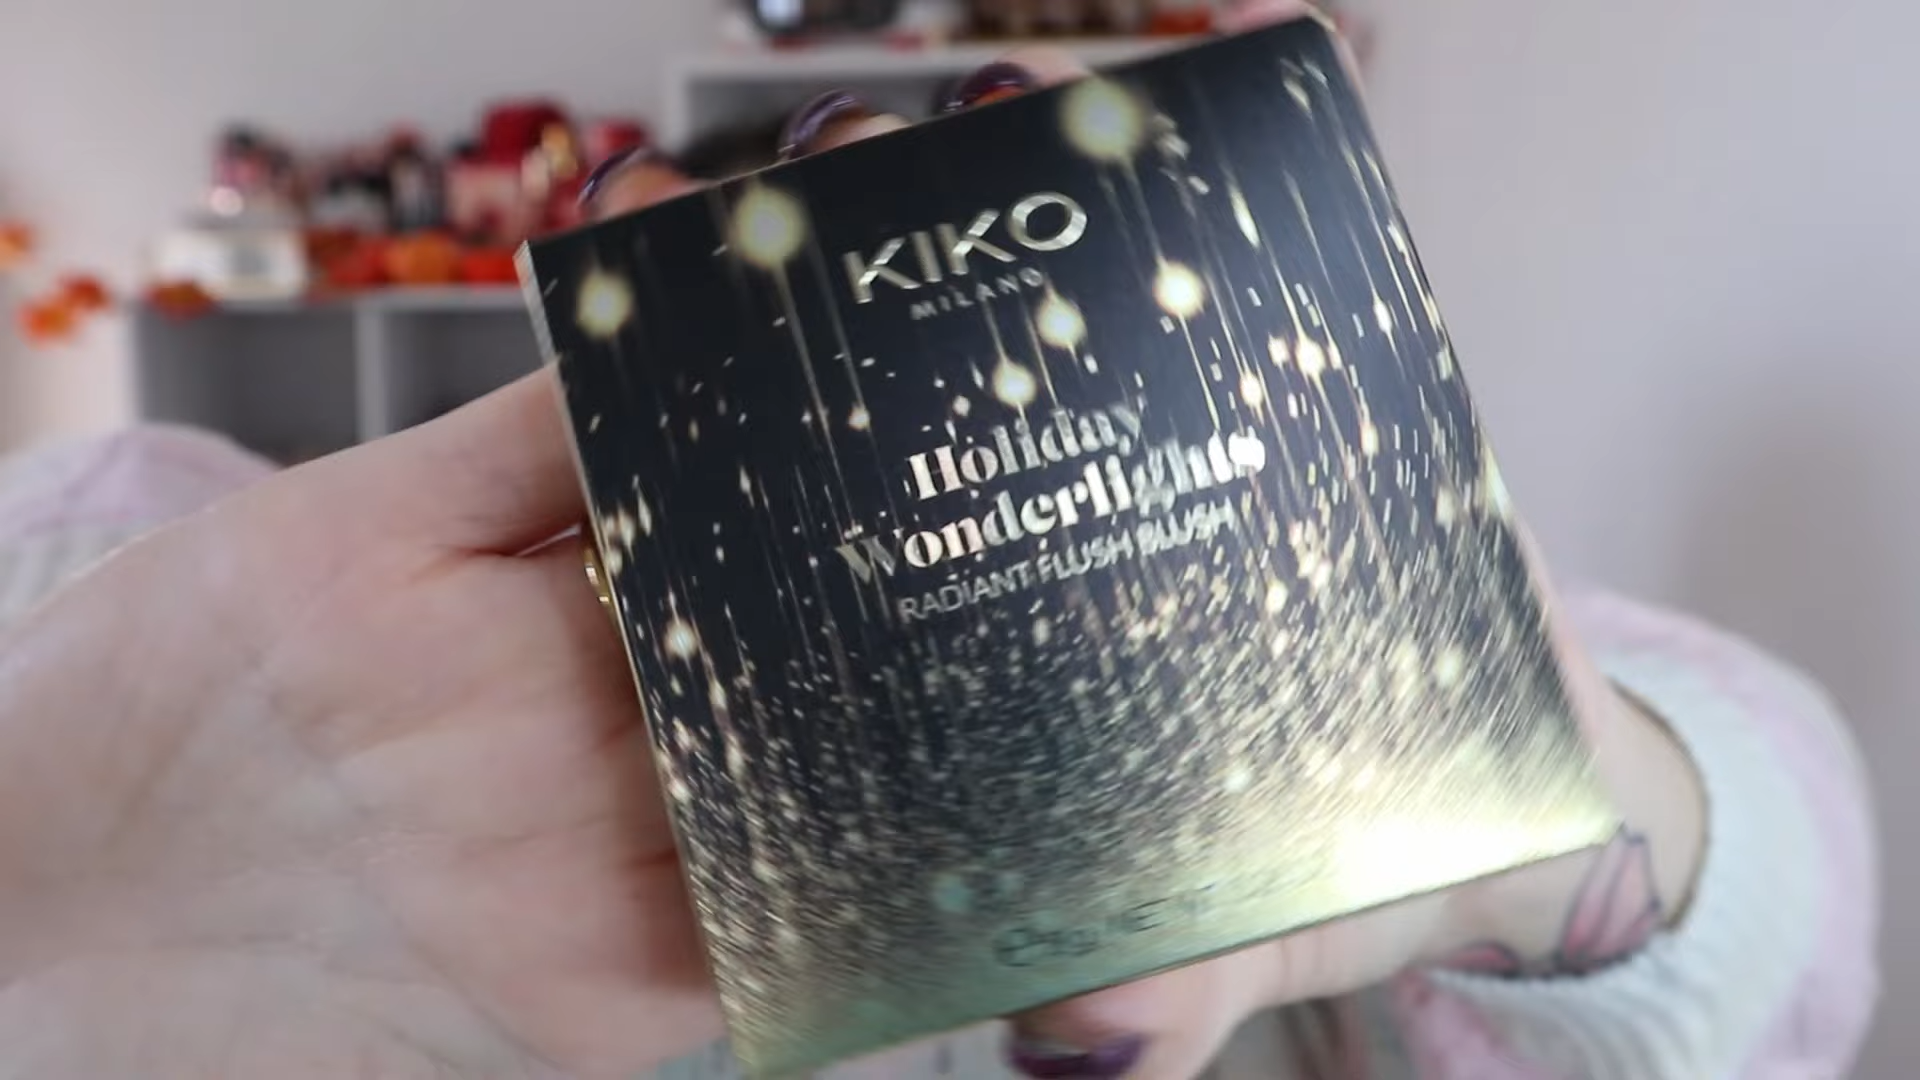 KIKO
MILANO
Holiday
Wonderlights
RADIANT FLUSH BLUSH